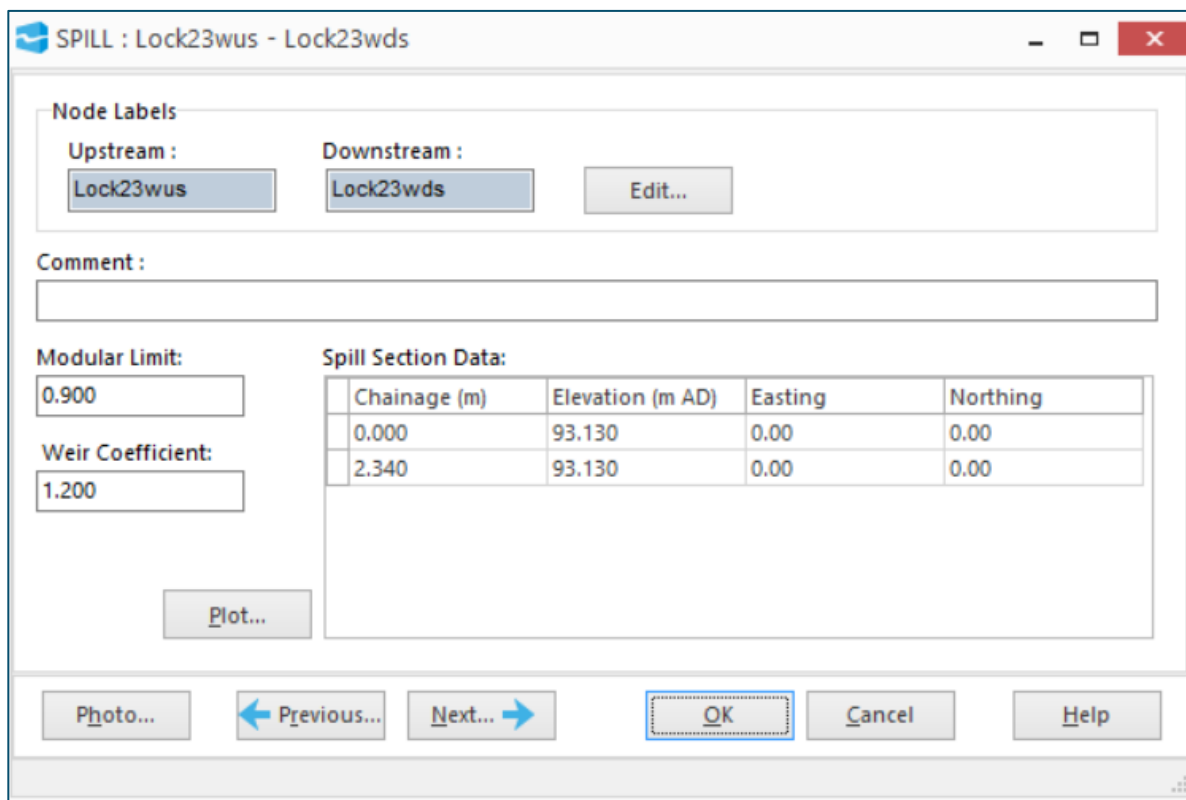 SPILL : Lock23wus - Lock23wds
Node Labels
Upstream : Downstream :
Lock23wus Lock23wds Edit...
Comment :
Modular Limit: Spill Section Data:
0.900
Chainage (m) Elevation (m AD) Easting Northing
0.000 93.130 0.00 0.00
2.340 93.130 0.00 0.00
Weir Coefficient:
1.200
Plot...
Photo... Previous... Next... OK Cancel Help